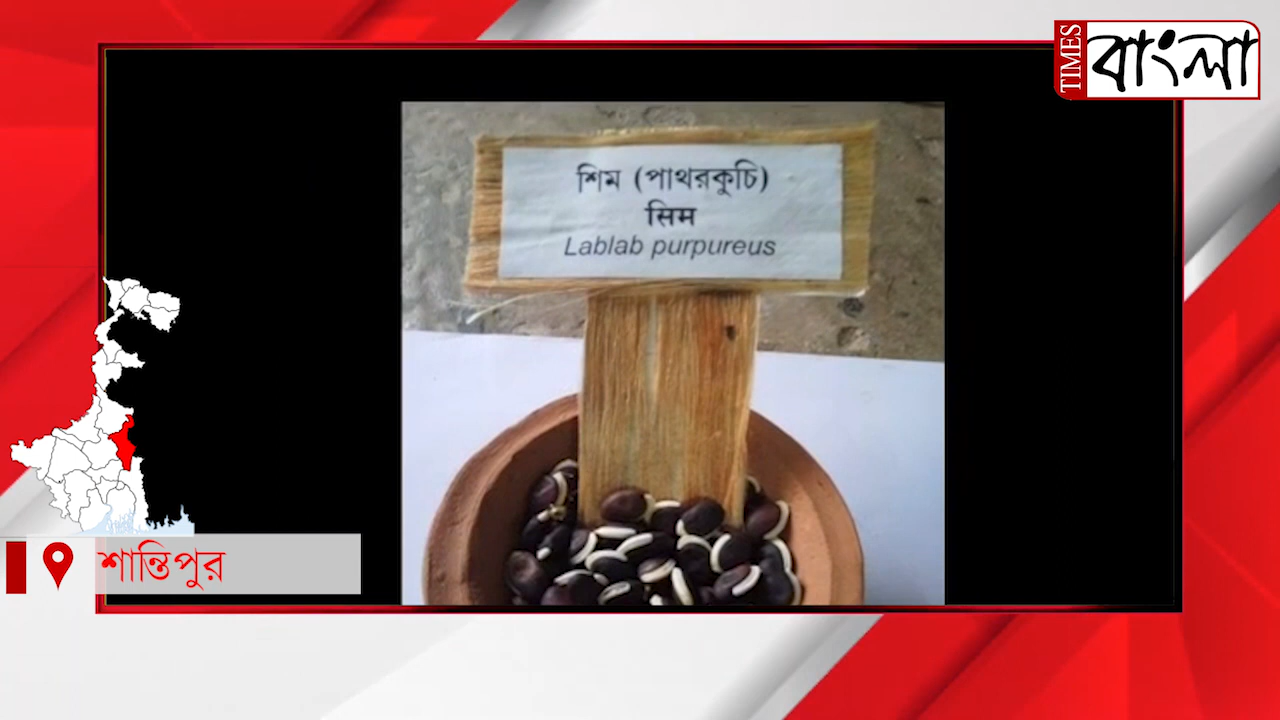 TIMES বাংলা
শিম (পাথরকুচি)
सिम
Lablab purpureus
শান্তিপুর